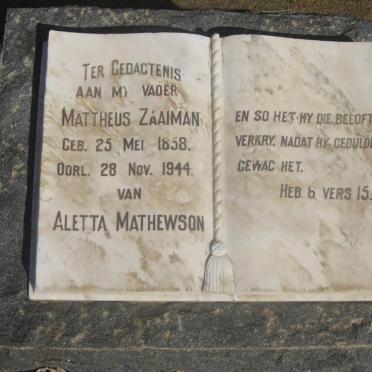 TER GEDACTENIS
AAN MY VADER
MATTHEUS ZAAIMAN
GEB. 25 MEI 1858.
OORL. 28 NOV. 1944.
VAN
ALETTA MATHEWSON
EN SO HET HY DIE BELOFT
VERKRY. NADAT HY GEDULDI
GEWAG HET.
HEB. 6 VERS 15.